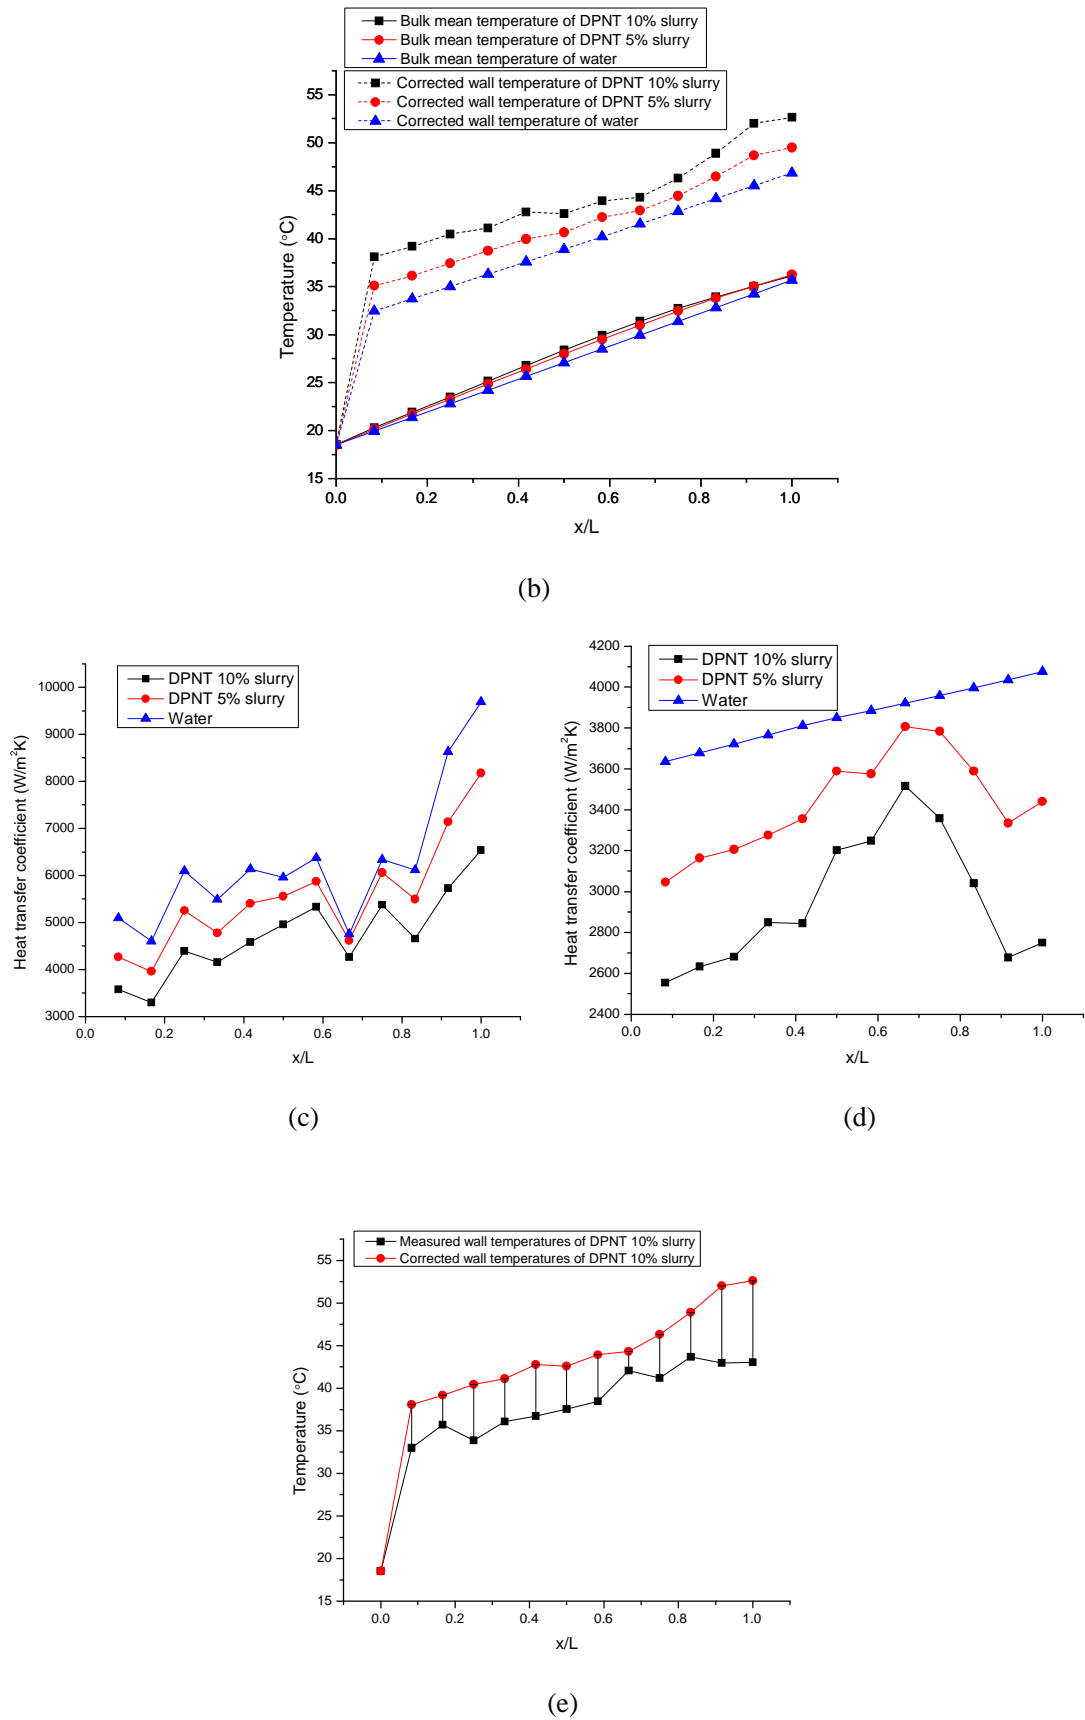 Bulk mean temperature of DPNT 10% slurry
Bulk mean temperature of DPNT 5% slurry
Bulk mean temperature of water
Corrected wall temperature of DPNT 10% slurry
Corrected wall temperature of DPNT 5% slurry
Corrected wall temperature of water
55
50
45
40
35
30
25
20
15
Temperature (°C)
0.0 0.2 0.4 0.6 0.8 1.0
x/L
(b)
DPNT 10% slurry
DPNT 5% slurry
Water
10000
9000
8000
7000
6000
5000
4000
3000
Heat transfer coefficient (W/m²K)
0.0 0.2 0.4 0.6 0.8 1.0
x/L
(c)
DPNT 10% slurry
DPNT 5% slurry
Water
4200
4000
3800
3600
3400
3200
3000
2800
2600
2400
Heat transfer coefficient (W/m²K)
0.0 0.2 0.4 0.6 0.8 1.0
x/L
(d)
Measured wall temperatures of DPNT 10% slurry
Corrected wall temperatures of DPNT 10% slurry
55
50
45
40
35
30
25
20
15
Temperature (°C)
0.0 0.2 0.4 0.6 0.8 1.0
x/L
(e)